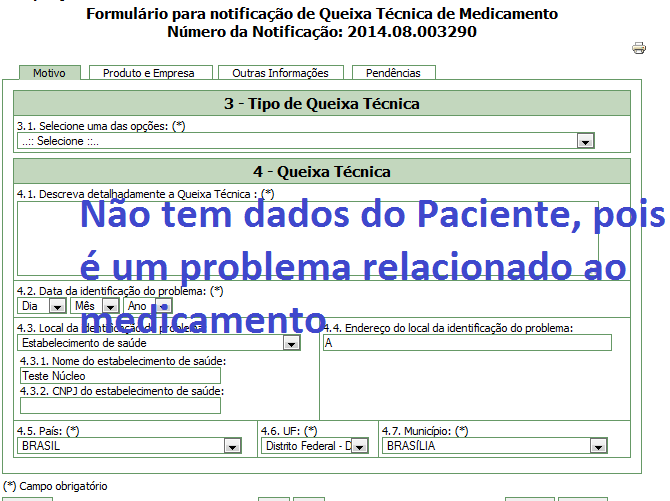 Formulário para notificação de Queixa Técnica de Medicamento
Número da Notificação: 2014.08.003290
Motivo Produto e Empresa Outras Informações Pendências
3 - Tipo de Queixa Técnica
3.1. Selecione uma das opções: (*)
..:: Selecione ::..
4 - Queixa Técnica
4.1. Descreva detalhadamente a Queixa Técnica : (*)
Não tem dados do Paciente, pois
é um problema relacionado ao
medicamento
4.2. Data da identificação do problema: (*)
Dia Mês Ano
4.3. Local da identificação do problema: 4.4. Endereço do local da identificação do problema:
Estabelecimento de saúde A
4.3.1. Nome do estabelecimento de saúde:
Teste Núcleo
4.3.2. CNPJ do estabelecimento de saúde:
4.5. País: (*) 4.6. UF: (*) 4.7. Município: (*)
BRASIL Distrito Federal - D BRASÍLIA
(*) Campo obrigatório